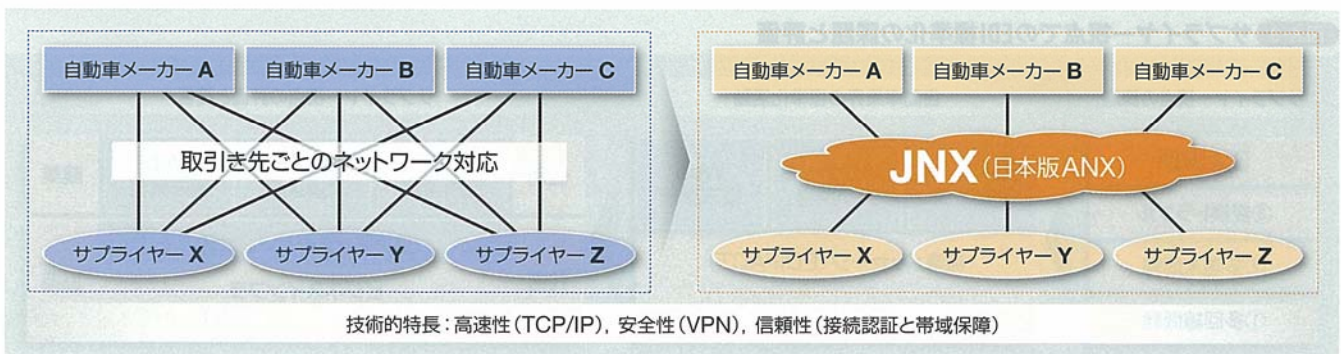 自動車メーカー A
自動車メーカー B
自動車メーカー C
取引き先ごとのネットワーク対応
サプライヤー X
サプライヤー Y
サプライヤー Z
自動車メーカー A
自動車メーカー B
自動車メーカー C
JNX(日本版ANX)
サプライヤー X
サプライヤー Y
サプライヤー Z
技術的特長:高速性(TCP/IP),安全性(VPN),信頼性(接続認証と帯域保障)